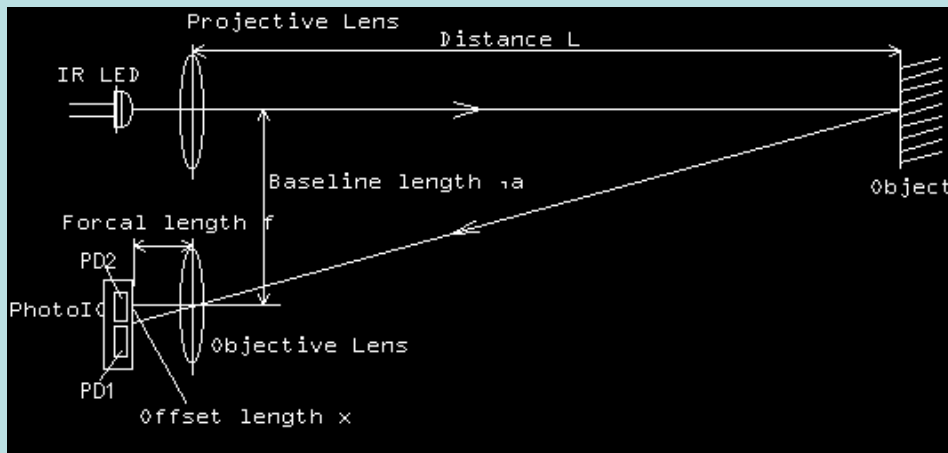 Projective Lens
Distance L
IR LED
Baseline length ,a
Object
Forcal length f
PD2
PhotoIC
Objective Lens
PD1
Offset length x